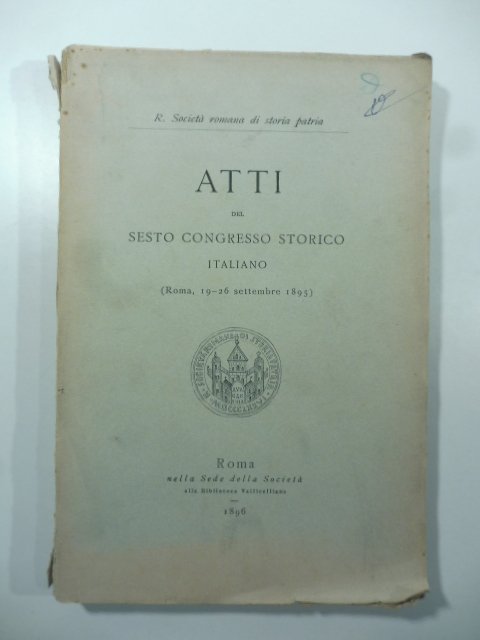 R. Società romana di storia patria
ATTI
DEL
SESTO CONGRESSO STORICO
ITALIANO
(Roma, 19-26 settembre 1895)
Roma
nella Sede della Società
alla Biblioteca Vallicelliana
1896